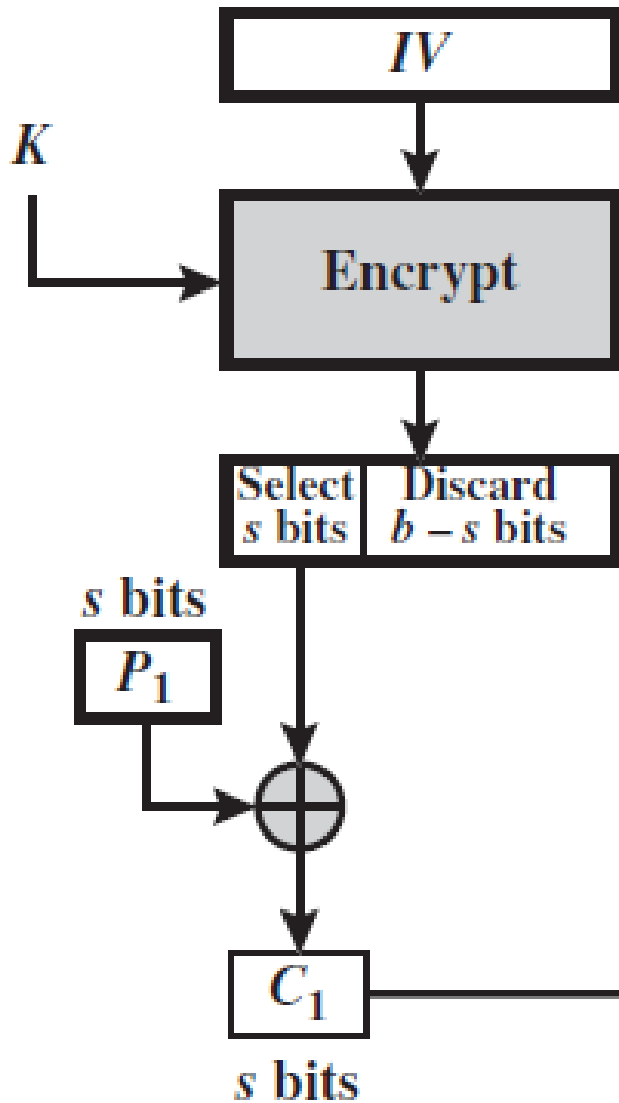 IV
K
Encrypt
Select
s bits
Discard
b – s bits
s bits
P₁
C₁
s bits